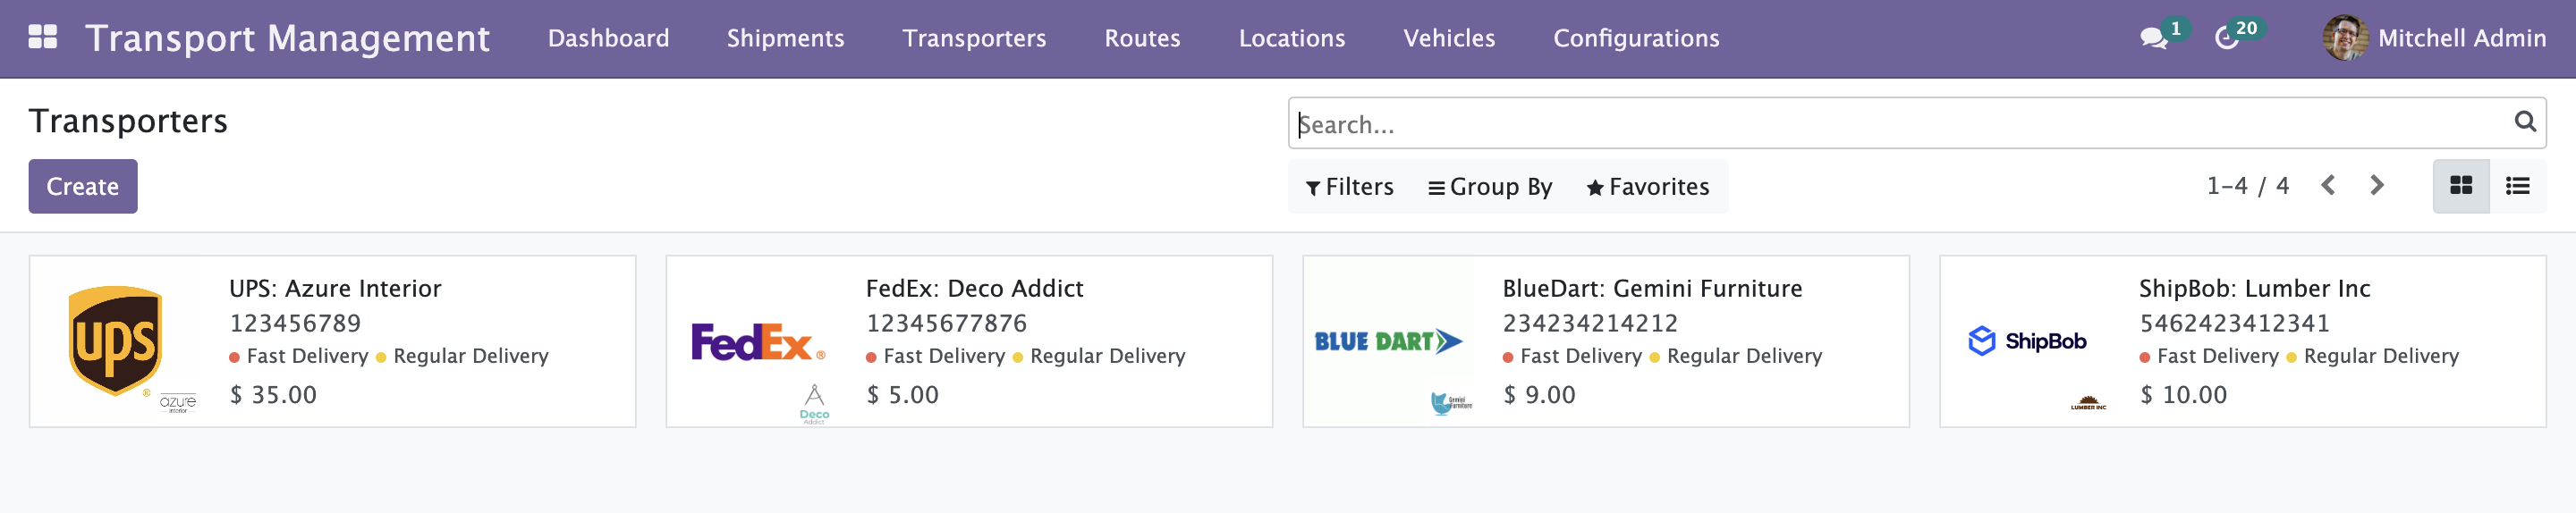 Transport Management Dashboard Shipments Transporters Routes Locations Vehicles Configurations 1 20 Mitchell Admin
Transporters
Search...
Create
Filters Group By Favorites
1-4 / 4
ups
®
azure
interior
UPS: Azure Interior
123456789
Fast Delivery Regular Delivery
$ 35.00
FedEx®
Deco
Addict
FedEx: Deco Addict
12345677876
Fast Delivery Regular Delivery
$ 5.00
BLUE DART
Gemini
Furniture
BlueDart: Gemini Furniture
234234214212
Fast Delivery Regular Delivery
$ 9.00
ShipBob
LUMBER INC
ShipBob: Lumber Inc
5462423412341
Fast Delivery Regular Delivery
$ 10.00